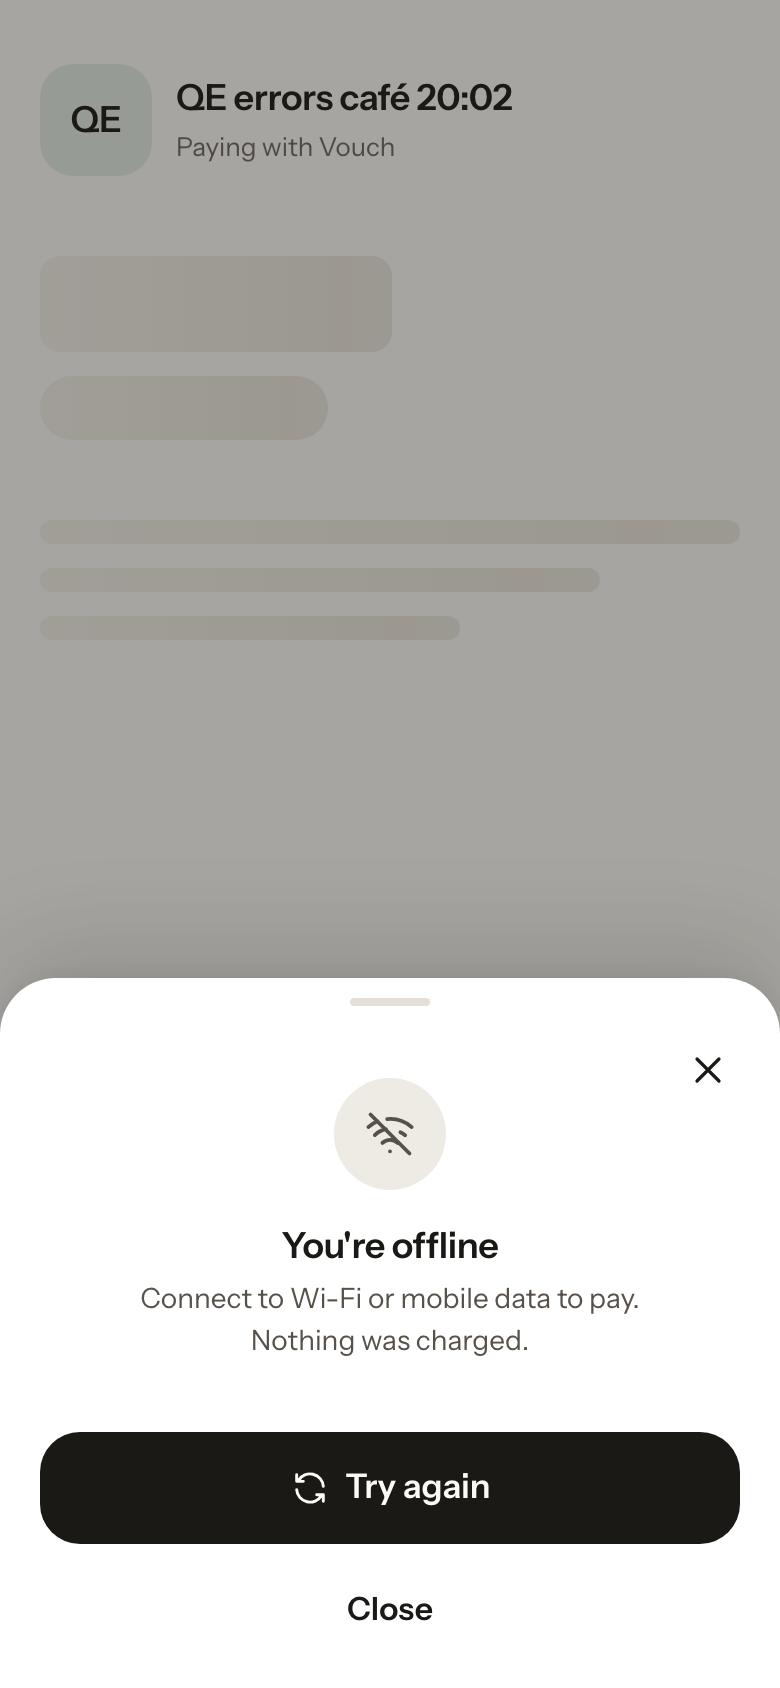 QE
QE errors café 20:02
Paying with Vouch
You're offline
Connect to Wi-Fi or mobile data to pay.
Nothing was charged.
Try again
Close